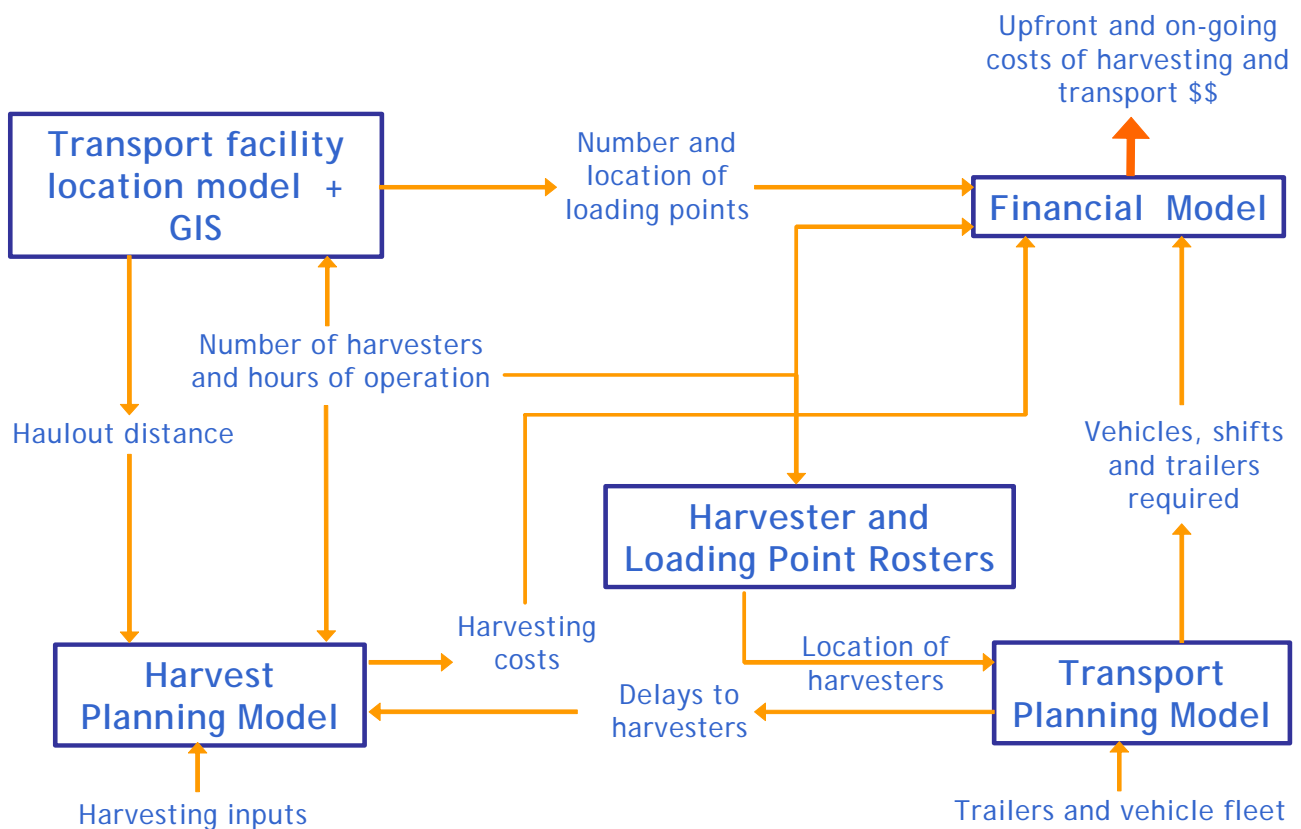 Upfront and on-going
costs of harvesting and
transport $$
Transport facility
location model +
GIS
Number and
location of
loading points
Financial Model
Number of harvesters
and hours of operation
Haulout distance
Vehicles, shifts
and trailers
required
Harvester and
Loading Point Rosters
Harvesting
costs
Location of
harvesters
Harvest
Planning Model
Delays to
harvesters
Transport
Planning Model
Harvesting inputs
Trailers and vehicle fleet